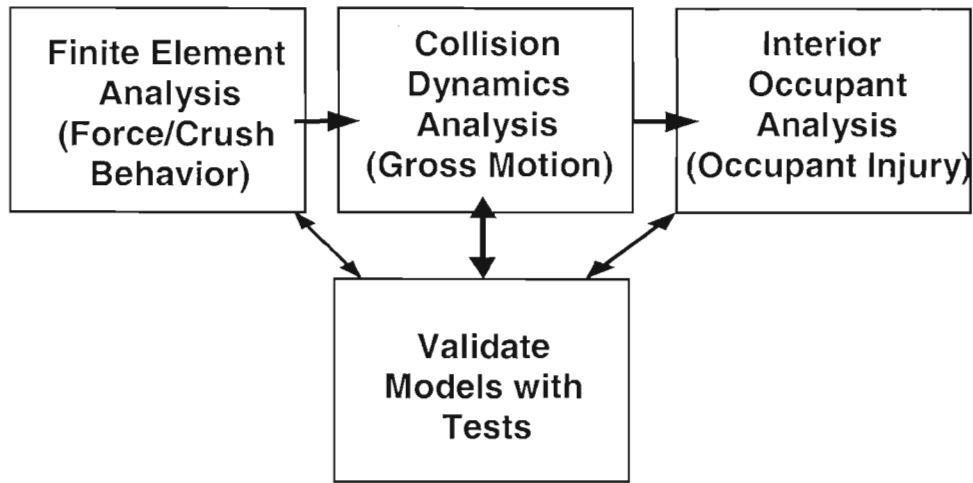 Finite Element
Analysis
(Force/Crush
Behavior)
Collision
Dynamics
Analysis
(Gross Motion)
Interior
Occupant
Analysis
(Occupant Injury)
Validate
Models with
Tests